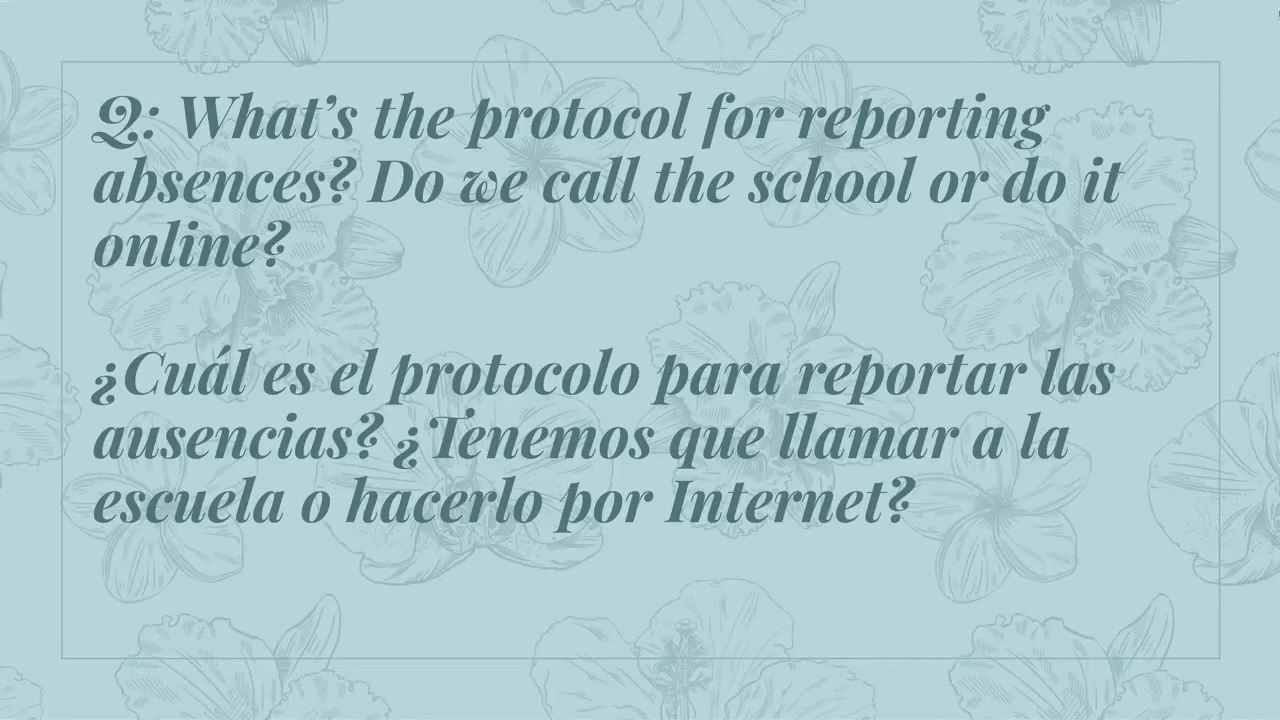 Q: What's the protocol for reporting
absences? Do we call the school or do it
online?
¿Cuál es el protocolo para reportar las
ausencias? ¿Tenemos que llamar a la
escuela o hacerlo por Internet?